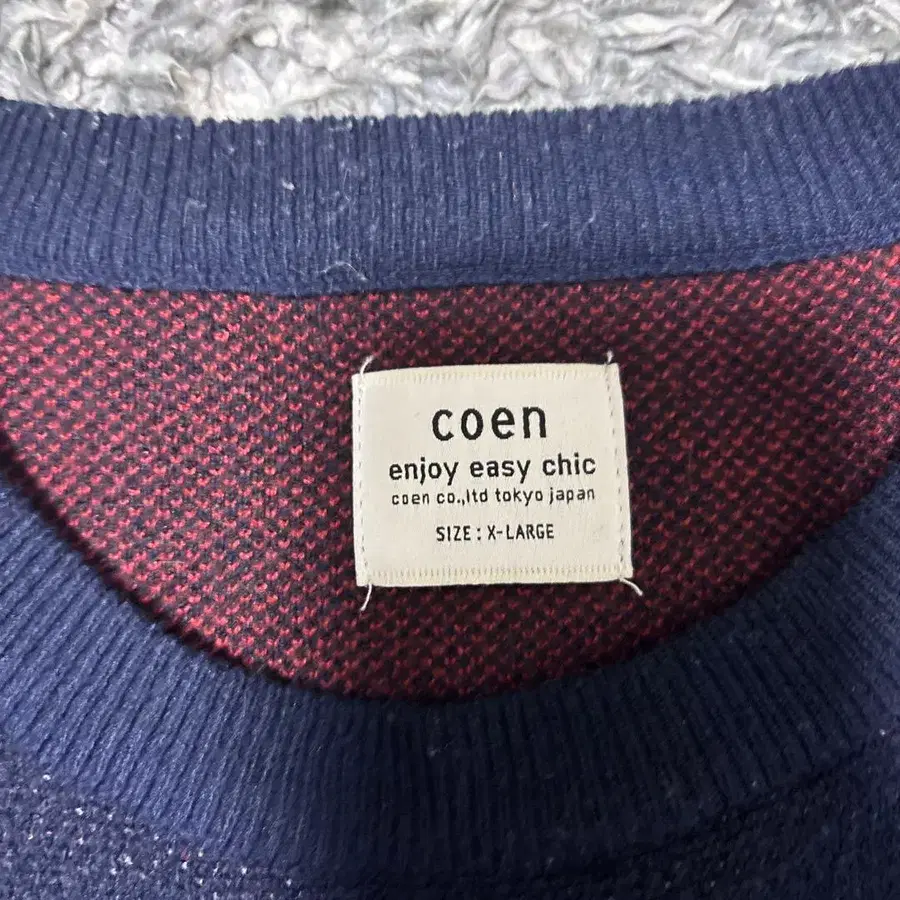 coen
enjoy easy chic
coen co.,ltd tokyo japan
SIZE : X-LARGE